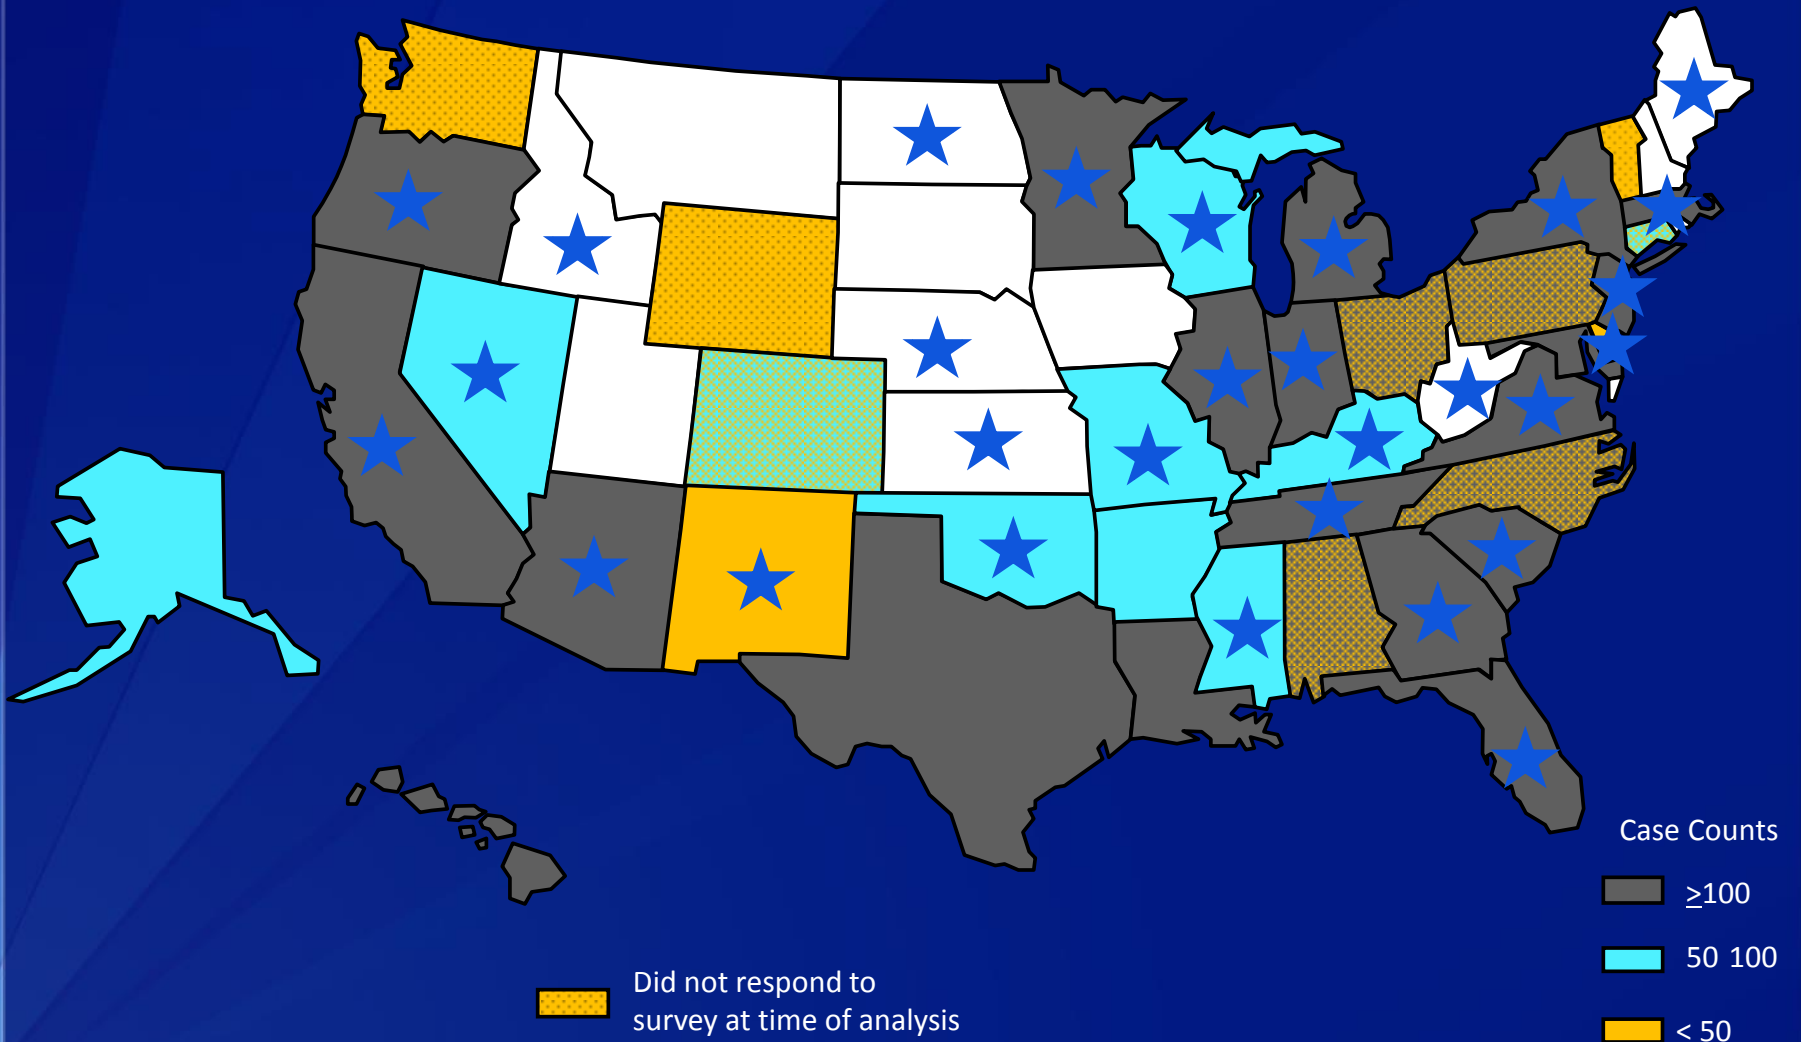 Case Counts
≥100
50 100
< 50
Did not respond to
survey at time of analysis